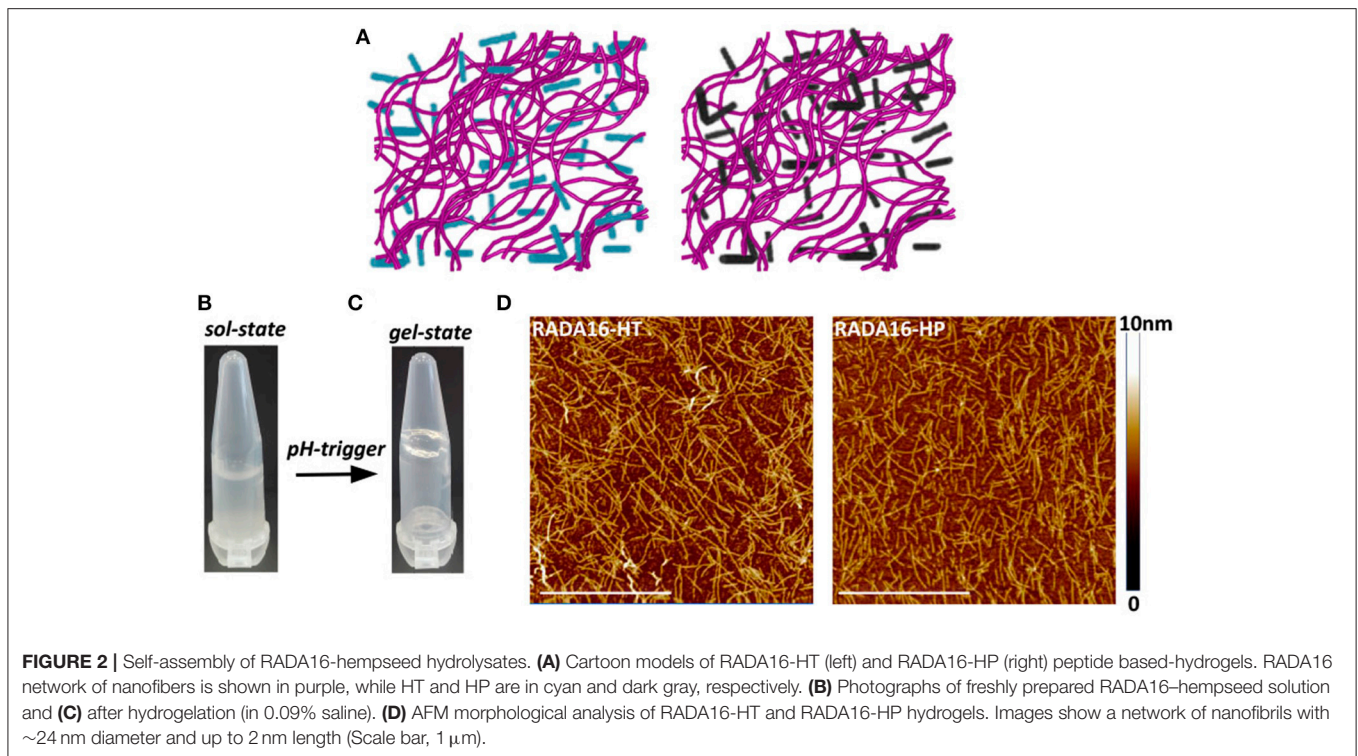 A
B
C
D
sol-state
gel-state
pH-trigger
RADA16-HT
RADA16-HP
10nm
0
FIGURE 2 | Self-assembly of RADA16-hempseed hydrolysates. (A) Cartoon models of RADA16-HT (left) and RADA16-HP (right) peptide based-hydrogels. RADA16
network of nanofibers is shown in purple, while HT and HP are in cyan and dark gray, respectively. (B) Photographs of freshly prepared RADA16–hempseed solution
and (C) after hydrogelation (in 0.09% saline). (D) AFM morphological analysis of RADA16-HT and RADA16-HP hydrogels. Images show a network of nanofibrils with
~24 nm diameter and up to 2 nm length (Scale bar, 1 μm).